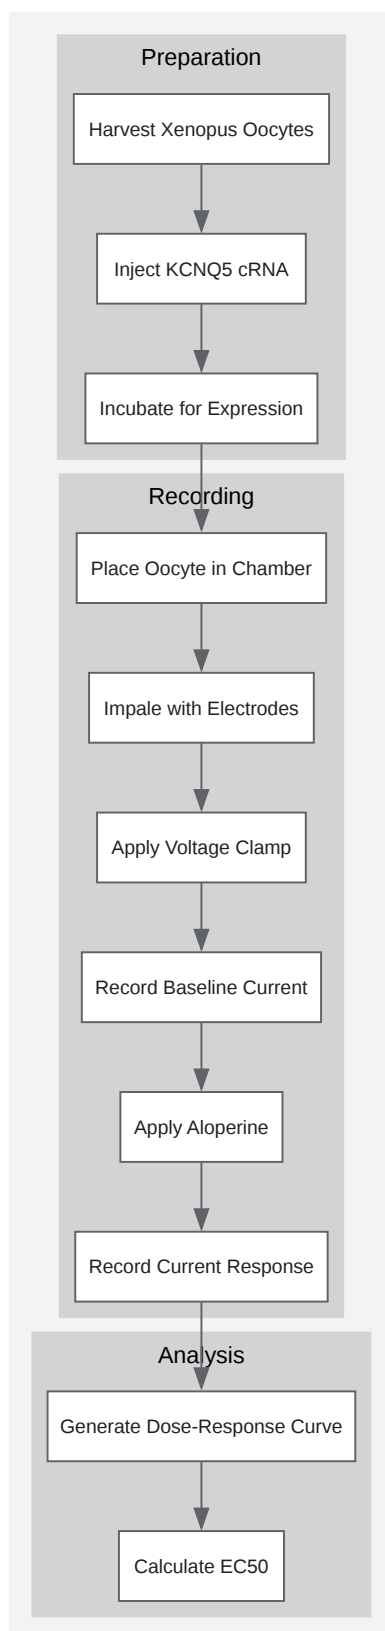 Preparation
Harvest Xenopus Oocytes
Inject KCNQ5 cRNA
Incubate for Expression
Recording
Place Oocyte in Chamber
Impale with Electrodes
Apply Voltage Clamp
Record Baseline Current
Apply Aloperine
Record Current Response
Analysis
Generate Dose-Response Curve
Calculate EC50